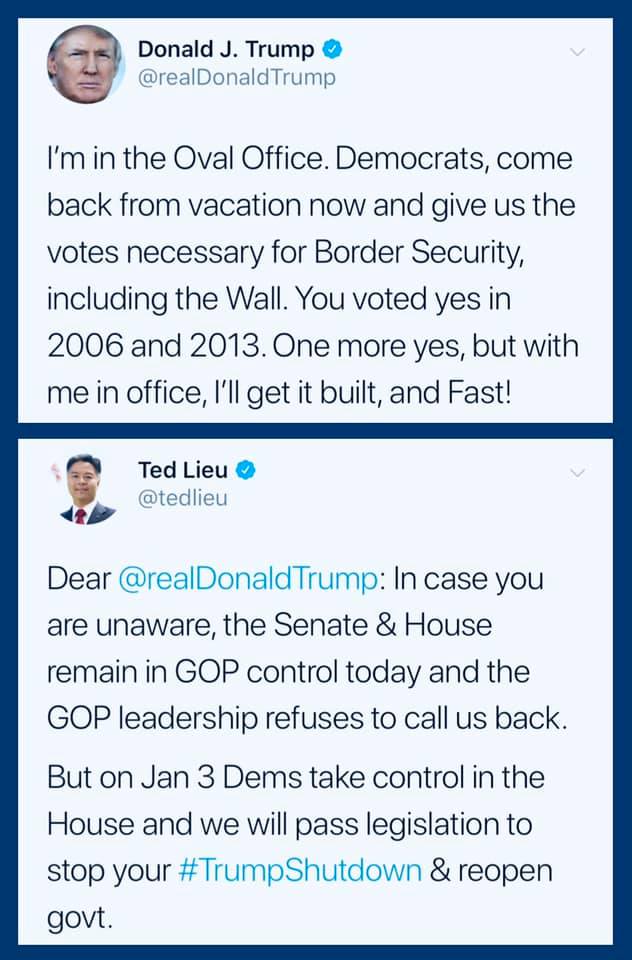 Donald J. Trump
@realDonaldTrump
I'm in the Oval Office. Democrats, come
back from vacation now and give us the
votes necessary for Border Security,
including the Wall. You voted yes in
2006 and 2013. One more yes, but with
me in office, I'll get it built, and Fast!
Ted Lieu
@tedlieu
Dear @realDonaldTrump: In case you
are unaware, the Senate & House
remain in GOP control today and the
GOP leadership refuses to call us back.
But on Jan 3 Dems take control in the
House and we will pass legislation to
stop your #TrumpShutdown & reopen
govt.